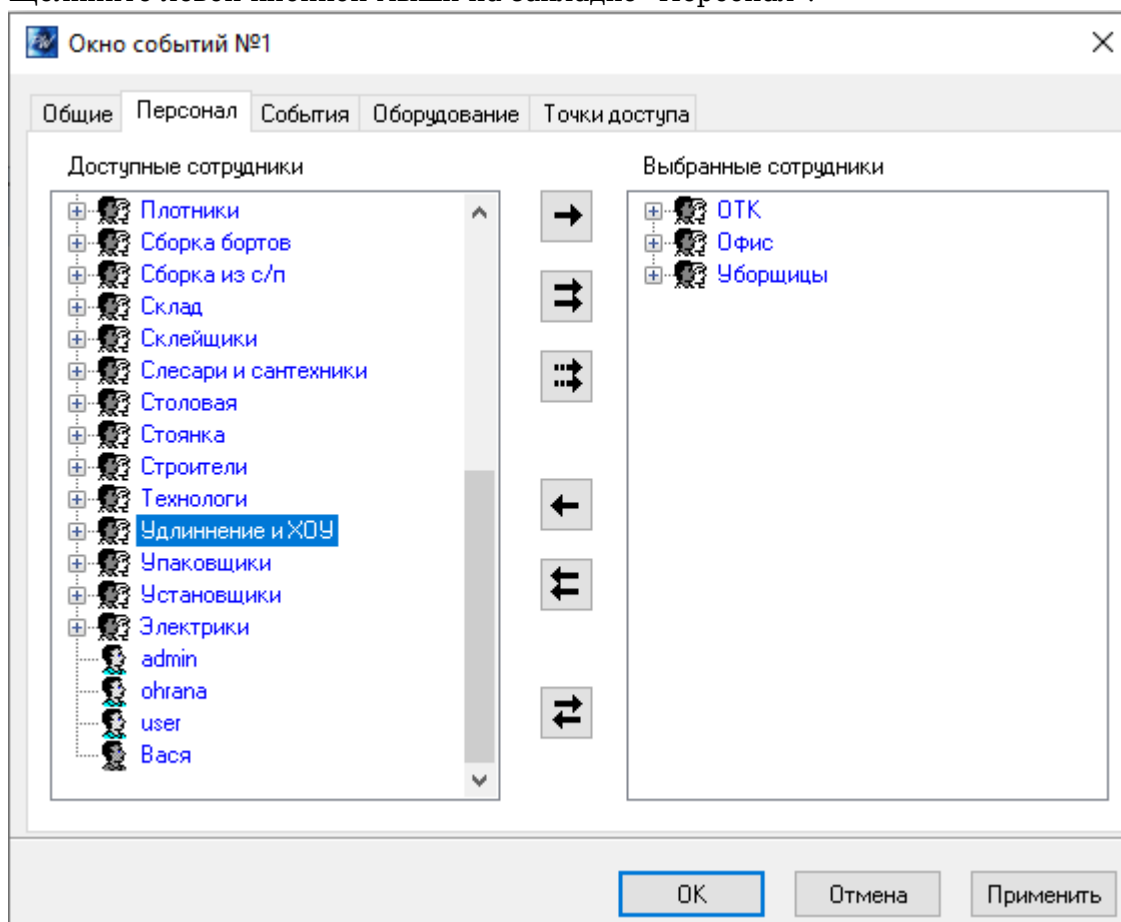 Окно событий №1
Общие Персонал События Оборудование Точки доступа
Доступные сотрудники
Плотники
Сборка бортов
Сборка из с/п
Склад
Склейщики
Слесари и сантехники
Столовая
Стоянка
Строители
Технологи
Удлиннение и ХОУ
Упаковщики
Установщики
Электрики
admin
ohrana
user
Вася
Выбранные сотрудники
ОТК
Офис
Уборщицы
OK Отмена Применить